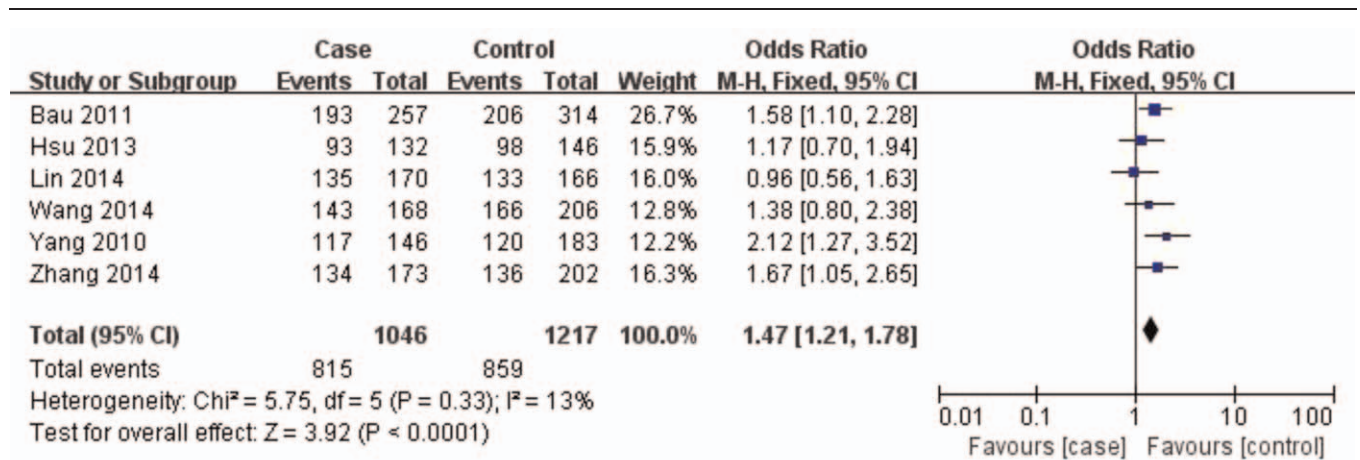 Case Control Odds Ratio Odds Ratio
Study or Subgroup Events Total Events Total Weight M-H, Fixed, 95% CI M-H, Fixed, 95% CI
Bau 2011 193 257 206 314 26.7% 1.58 [1.10, 2.28]
Hsu 2013 93 132 98 146 15.9% 1.17 [0.70, 1.94]
Lin 2014 135 170 133 166 16.0% 0.96 [0.56, 1.63]
Wang 2014 143 168 166 206 12.8% 1.38 [0.80, 2.38]
Yang 2010 117 146 120 183 12.2% 2.12 [1.27, 3.52]
Zhang 2014 134 173 136 202 16.3% 1.67 [1.05, 2.65]
Total (95% CI) 1046 1217 100.0% 1.47 [1.21, 1.78]
Total events 815 859
Heterogeneity: Chi² = 5.75, df = 5 (P = 0.33); I² = 13%
Test for overall effect: Z = 3.92 (P < 0.0001)
0.01 0.1 1 10 100
Favours [case] Favours [control]